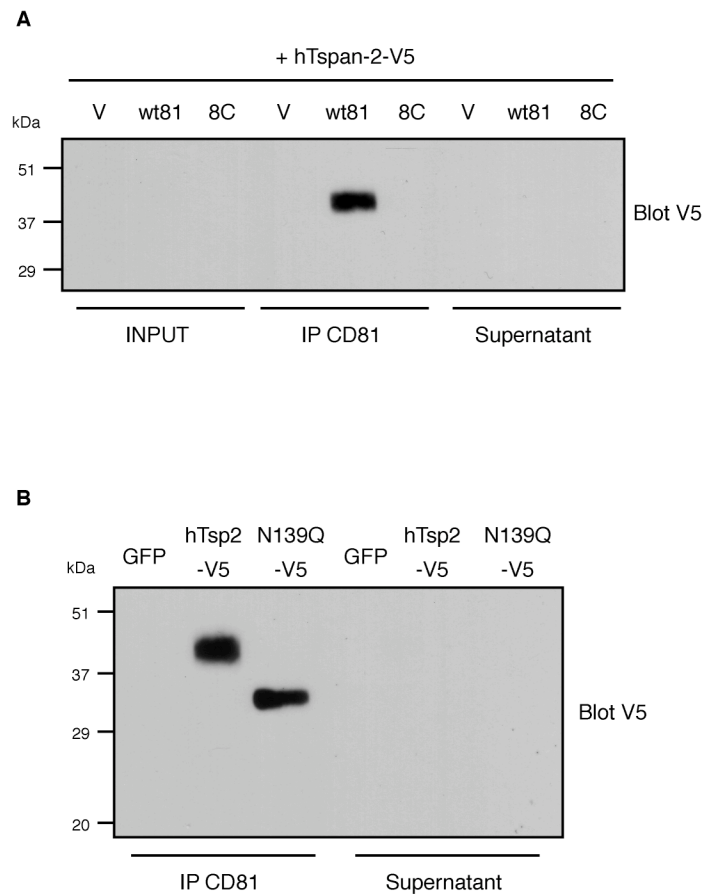 A
+ hTspan-2-V5
kDa V wt81 8C V wt81 8C V wt81 8C
51
37
29
Blot V5
INPUT IP CD81 Supernatant
B
hTsp2 N139Q hTsp2 N139Q
GFP GFP
kDa -V5 -V5 -V5 -V5
51
37
29
20
Blot V5
IP CD81 Supernatant